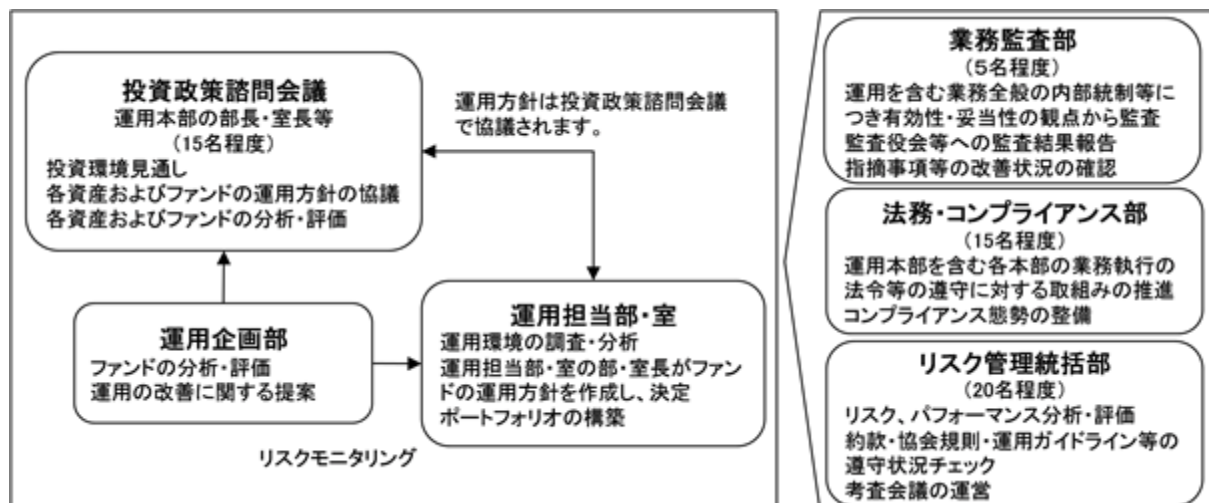 投資政策諮問会議
運用本部の部長・室長等
(15名程度)
投資環境見通し
各資産およびファンドの運用方針の協議
各資産およびファンドの分析・評価
運用方針は投資政策諮問会議
で協議されます。
運用企画部
ファンドの分析・評価
運用の改善に関する提案
運用担当部・室
運用環境の調査・分析
運用担当部・室の部・室長がファン
ドの運用方針を作成し、決定
ポートフォリオの構築
リスクモニタリング
業務監査部
(5名程度)
運用を含む業務全般の内部統制等に
つき有効性・妥当性の観点から監査
監査役会等への監査結果報告
指摘事項等の改善状況の確認
法務・コンプライアンス部
(15名程度)
運用本部を含む各本部の業務執行の
法令等の遵守に対する取組みの推進
コンプライアンス態勢の整備
リスク管理統括部
(20名程度)
リスク、パフォーマンス分析・評価
約款・協会規則・運用ガイドライン等の
遵守状況チェック
考査会議の運営